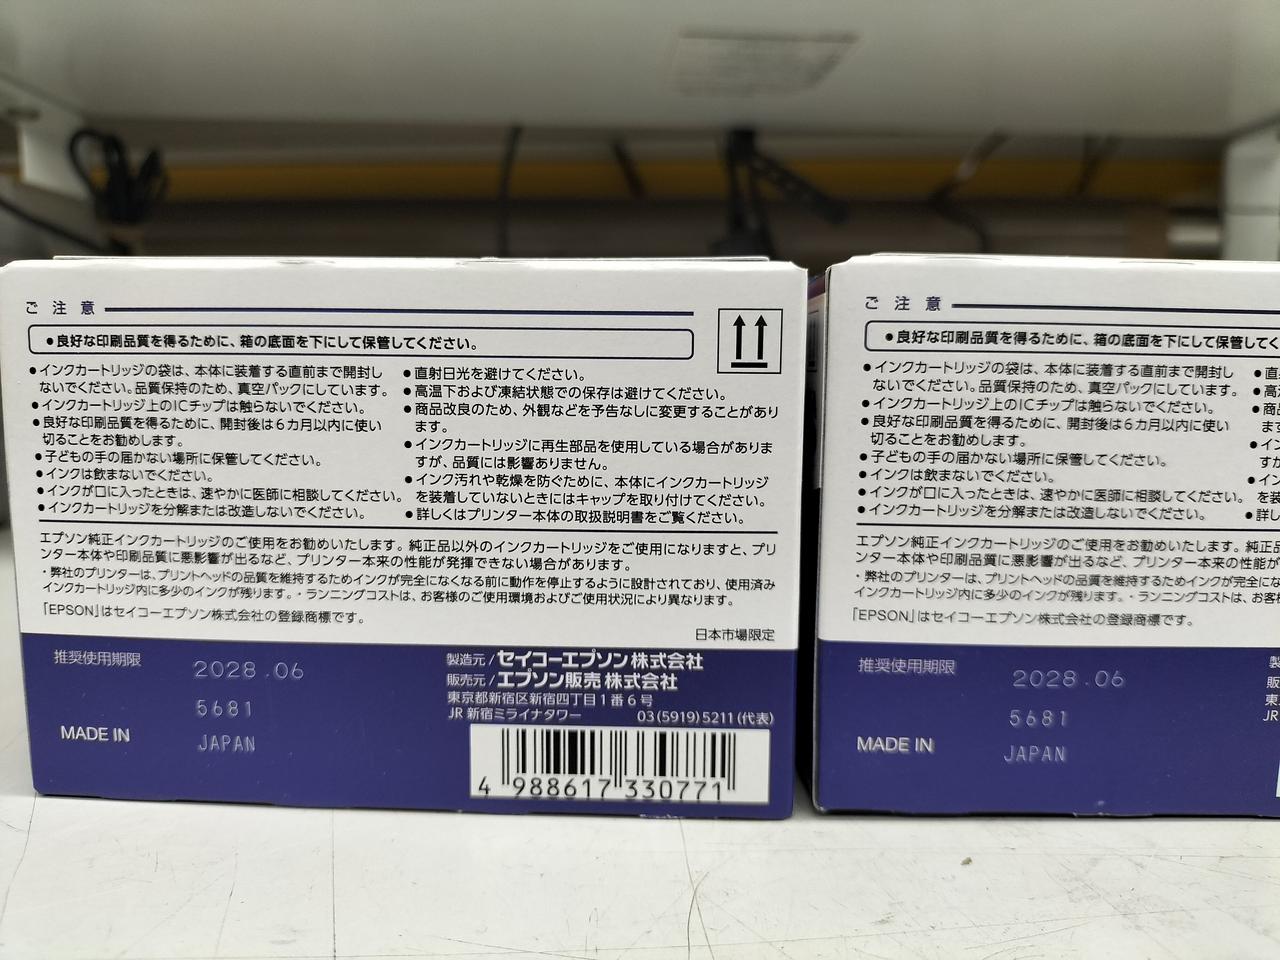 ご注意
●良好な印刷品質を得るために、箱の底面を下にして保管してください。
●インクカートリッジの袋は、本体に装着する直前まで開封し
ないでください。品質保持のため、真空パックにしています。
●インクカートリッジ上のICチップは触らないでください。
●良好な印刷品質を得るために、開封後は6カ月以内に使い
切ることをお勧めします。
●子どもの手の届かない場所に保管してください。
●インクは飲まないでください。
●インクが口に入ったときは、速やかに医師に相談してください。
●インクカートリッジを分解または改造しないでください。
●直射日光を避けてください。
●高温下および凍結状態での保存は避けてください。
●商品改良のため、外観などを予告なしに変更することがあり
ます。
●インクカートリッジに再生部品を使用している場合がありま
すが、品質には影響ありません。
●インク汚れや乾燥を防ぐために、本体にインクカートリッジ
を装着していないときにはキャップを取り付けてください。
●詳しくはプリンター本体の取扱説明書をご覧ください。
エプソン純正インクカートリッジのご使用をお勧めいたします。純正品以外のインクカートリッジをご使用になりますと、プリ
ンター本体や印刷品質に悪影響が出るなど、プリンター本来の性能が発揮できない場合があります。
・弊社のプリンターは、プリントヘッドの品質を維持するためインクが完全になくなる前に動作を停止するように設計されており、使用済み
インクカートリッジ内に多少のインクが残ります。・ランニングコストは、お客様のご使用環境およびご使用状況により異なります。
「EPSON」はセイコーエプソン株式会社の登録商標です。
日本市場限定
推奨使用期限 2028.06
5681
MADE IN JAPAN
製造元/セイコーエプソン株式会社
販売元/エプソン販売株式会社
東京都新宿区新宿四丁目1番6号
JR新宿ミライナタワー 03(5919)5211(代表)
4 988617 330771
ご注意
●良好な印刷品質を得るために、箱の底面を下にして保管してく
●インクカートリッジの袋は、本体に装着する直前まで開封し
ないでください。品質保持のため、真空パックにしています。
●インクカートリッジ上のICチップは触らないでください。
●良好な印刷品質を得るために、開封後は6カ月以内に使い
切ることをお勧めします。
●子どもの手の届かない場所に保管してください。
●インクは飲まないでください。
●インクが口に入ったときは、速やかに医師に相談してください。
●インクカートリッジを分解または改造しないでください。
●直
●高
●商
ます
●イン
すか
●イン
を装
●詳し
エプソン純正インクカートリッジのご使用をお勧めいたします。純正品
ンター本体や印刷品質に悪影響が出るなど、プリンター本来の性能が
・弊社のプリンターは、プリントヘッドの品質を維持するためインクが完全にな
インクカートリッジ内に多少のインクが残ります。・ランニングコストは、お客
「EPSON」はセイコーエプソン株式会社の登録商標です。
推奨使用期限 2028.06
5681
MADE IN JAPAN
製
販
東
JR